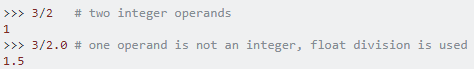 >>> 3/2   # two integer operands
1
>>> 3/2.0 # one operand is not an integer, float division is used
1.5